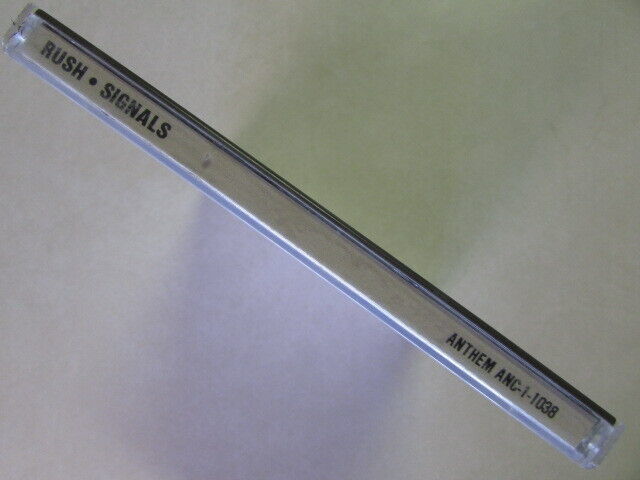 RUSH • SIGNALS
ANTHEM ANC-1-1038